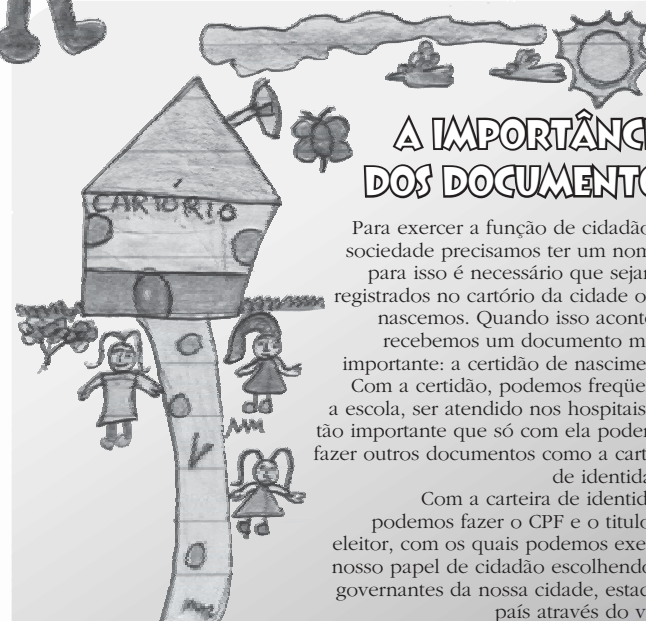 CARTÓRIO
A IMPORTÂNCI
DOS DOCUMENTO
Para exercer a função de cidadão
sociedade precisamos ter um nom
para isso é necessário que sejar
registrados no cartório da cidade o
nascemos. Quando isso aconte
recebemos um documento m
importante: a certidão de nascime
Com a certidão, podemos freqüe
a escola, ser atendido nos hospitais
tão importante que só com ela poder
fazer outros documentos como a cart
de identida
Com a carteira de identid
podemos fazer o CPF e o titulo
eleitor, com os quais podemos exe
nosso papel de cidadão escolhendo
governantes da nossa cidade, estad
país através do v